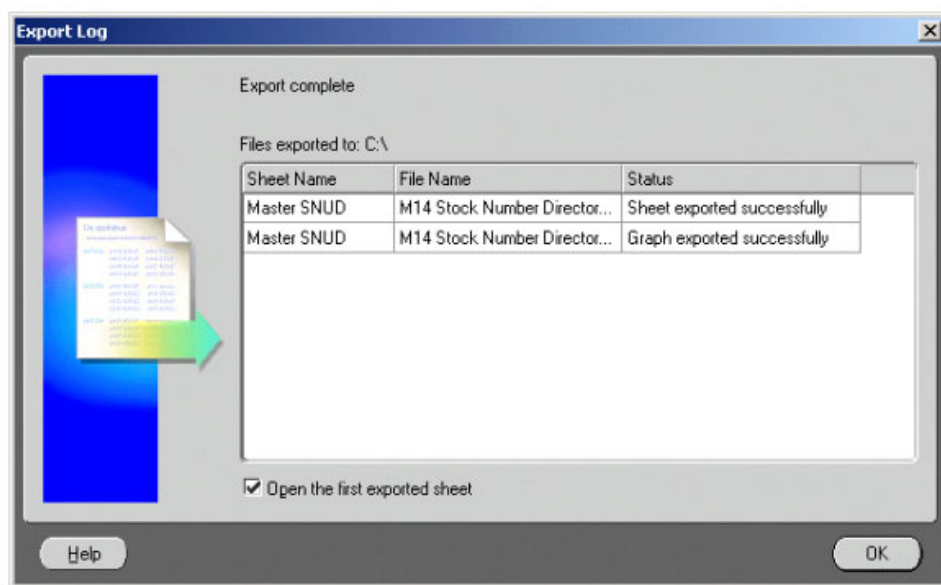 Export Log
Export complete
Files exported to: C:\
Sheet Name File Name Status
Master SNUD M14 Stock Number Director... Sheet exported successfully
Master SNUD M14 Stock Number Director... Graph exported successfully
Open the first exported sheet
Help OK